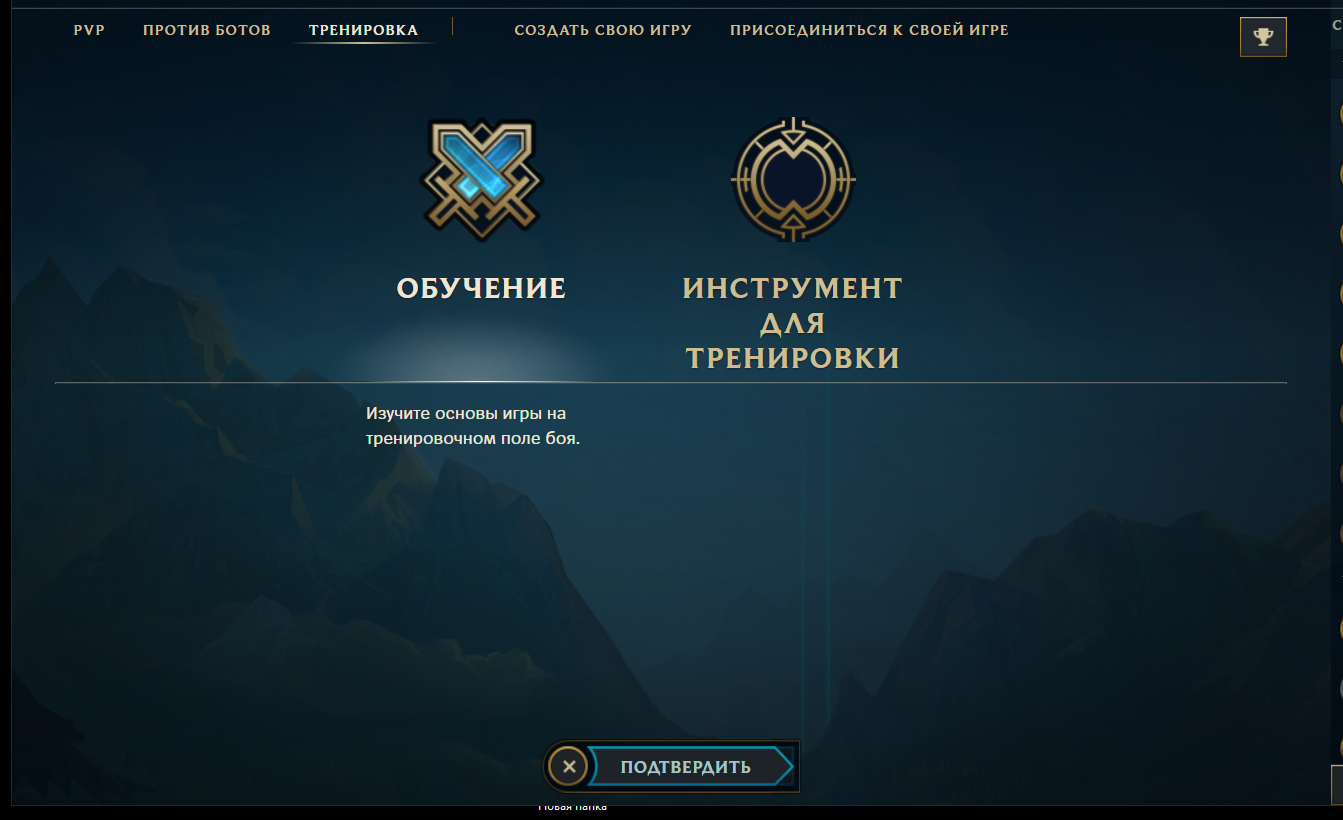 PVP ПРОТИВ БОТОВ ТРЕНИРОВКА СОЗДАТЬ СВОЮ ИГРУ ПРИСОЕДИНИТЬСЯ К СВОЕЙ ИГРЕ
ОБУЧЕНИЕ
ИНСТРУМЕНТ
ДЛЯ
ТРЕНИРОВКИ
Изучите основы игры на
тренировочном поле боя.
ПОДТВЕРДИТЬ
Новая папка